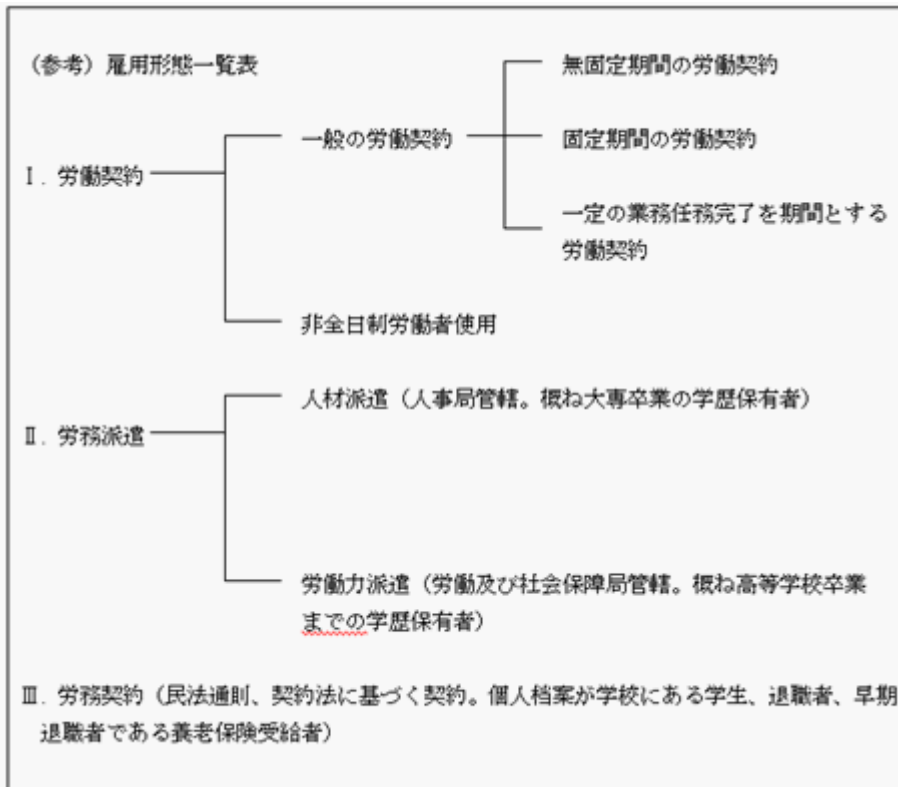 (参考)雇用形態一覧表
無固定期間の労働契約
一般の労働契約
固定期間の労働契約
Ⅰ.労働契約
一定の業務任務完了を期間とする
労働契約
非全日制労働者使用
人材派遣(人事局管轄。概ね大専卒業の学歴保有者)
Ⅱ.労務派遣
労働力派遣(労働及び社会保障局管轄。概ね高等学校卒業
までの学歴保有者)
Ⅲ.労務契約(民法通則、契約法に基づく契約。個人档案が学校にある学生、退職者、早期
退職者である養老保険受給者)